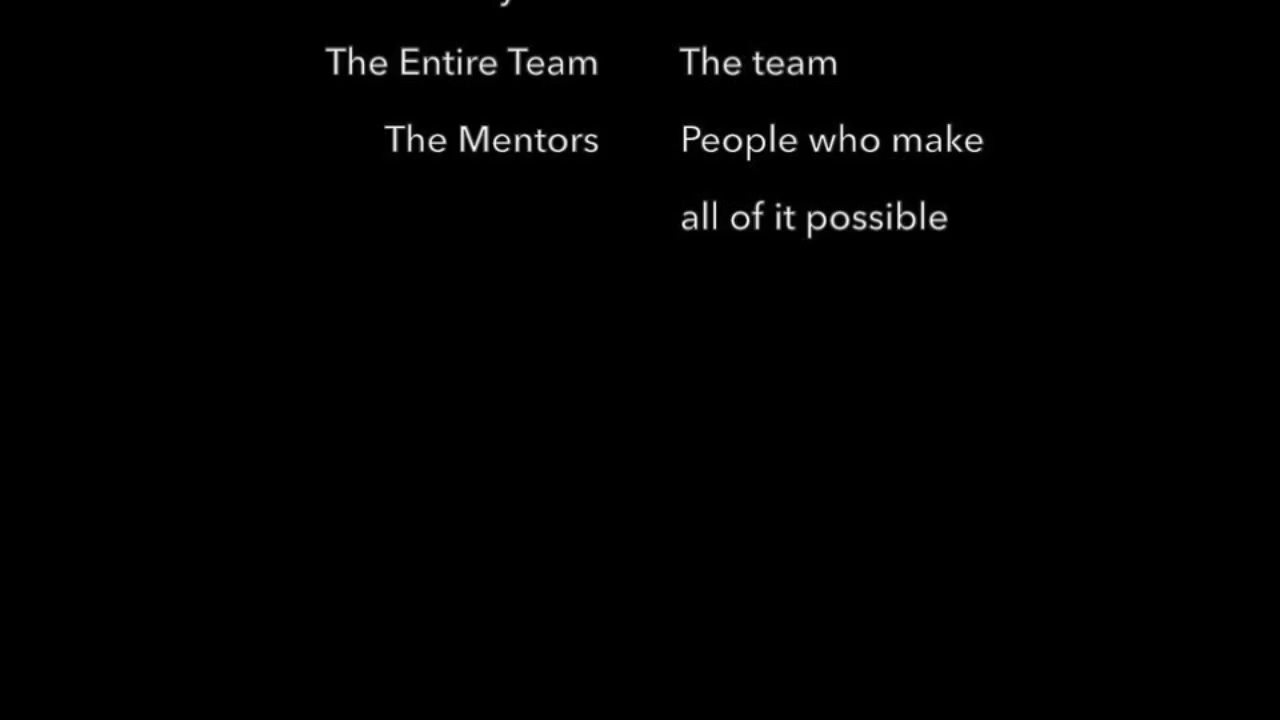 The Entire Team The team
The Mentors People who make
all of it possible